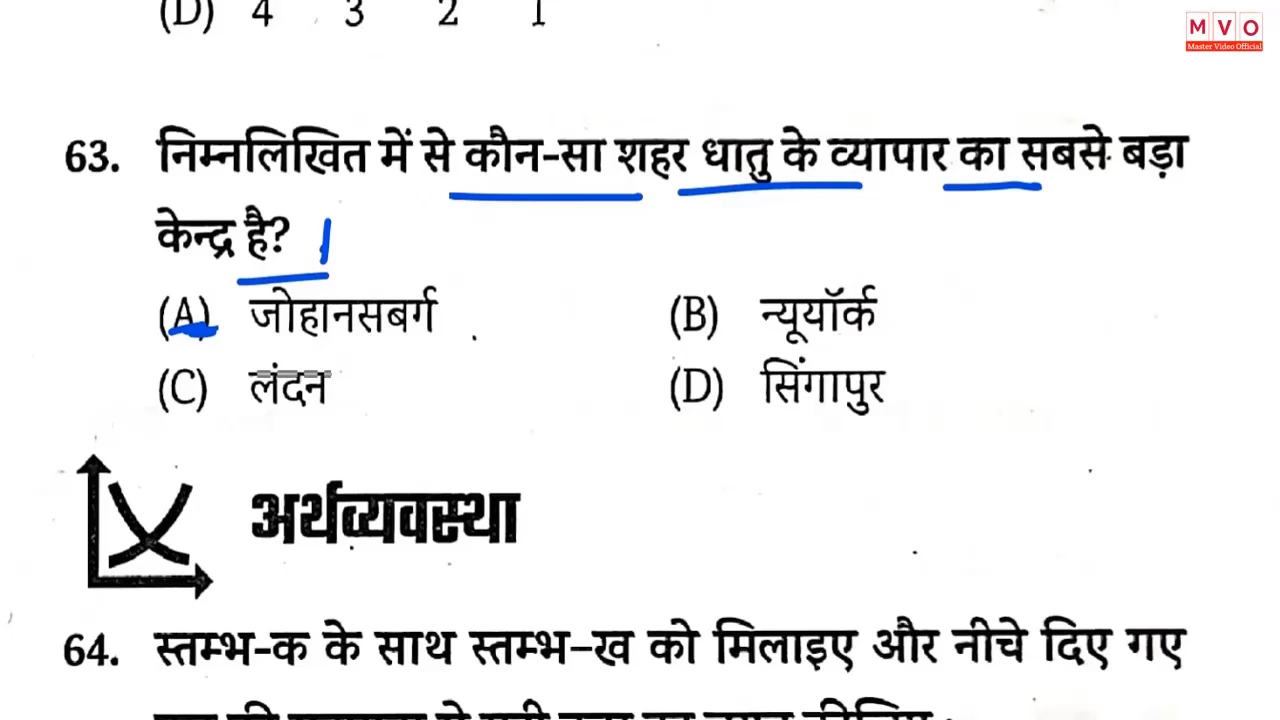 (D) 4 3 2 1
M V O
Master Video Official
63. निम्नलिखित में से कौन-सा शहर धातु के व्यापार का सबसे बड़ा
केन्द्र है?
(A) जोहानसबर्ग (B) न्यूयॉर्क
(C) लंदन (D) सिंगापुर
अर्थव्यवस्था
64. स्तम्भ-क के साथ स्तम्भ-ख को मिलाइए और नीचे दिए गए